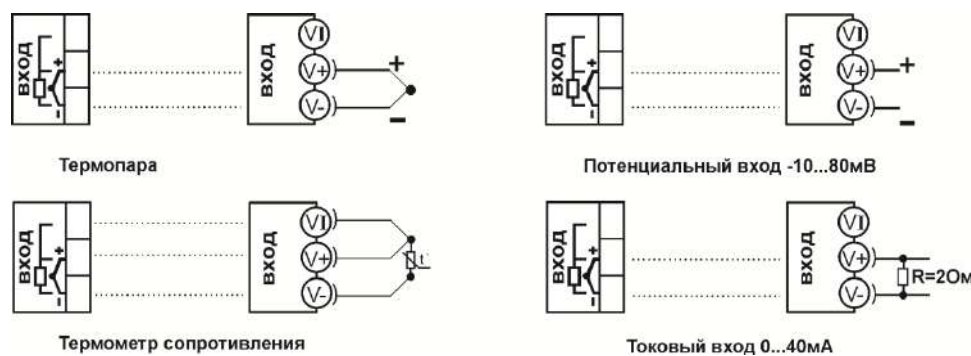 ВХОД + - ВХОД VI V+ V- + -
Термопара
ВХОД + - ВХОД VI V+ V- + -
Потенциальный вход -10...80мВ
ВХОД + - ВХОД VI V+ V- t
Термометр сопротивления
ВХОД + - ВХОД VI V+ V- R=2Ом
Токовый вход 0...40мА